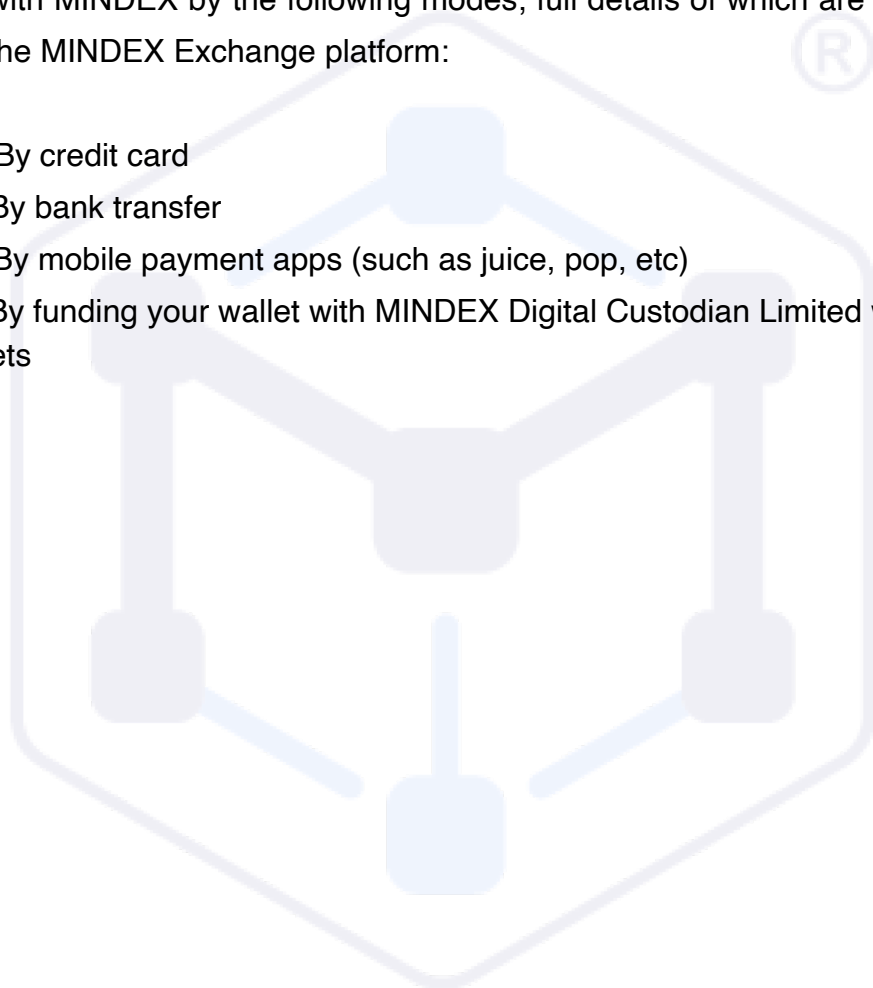 with MINDEX by the following modes, full details of which are
the MINDEX Exchange platform:
®
By credit card
By bank transfer
By mobile payment apps (such as juice, pop, etc)
By funding your wallet with MINDEX Digital Custodian Limited
ets